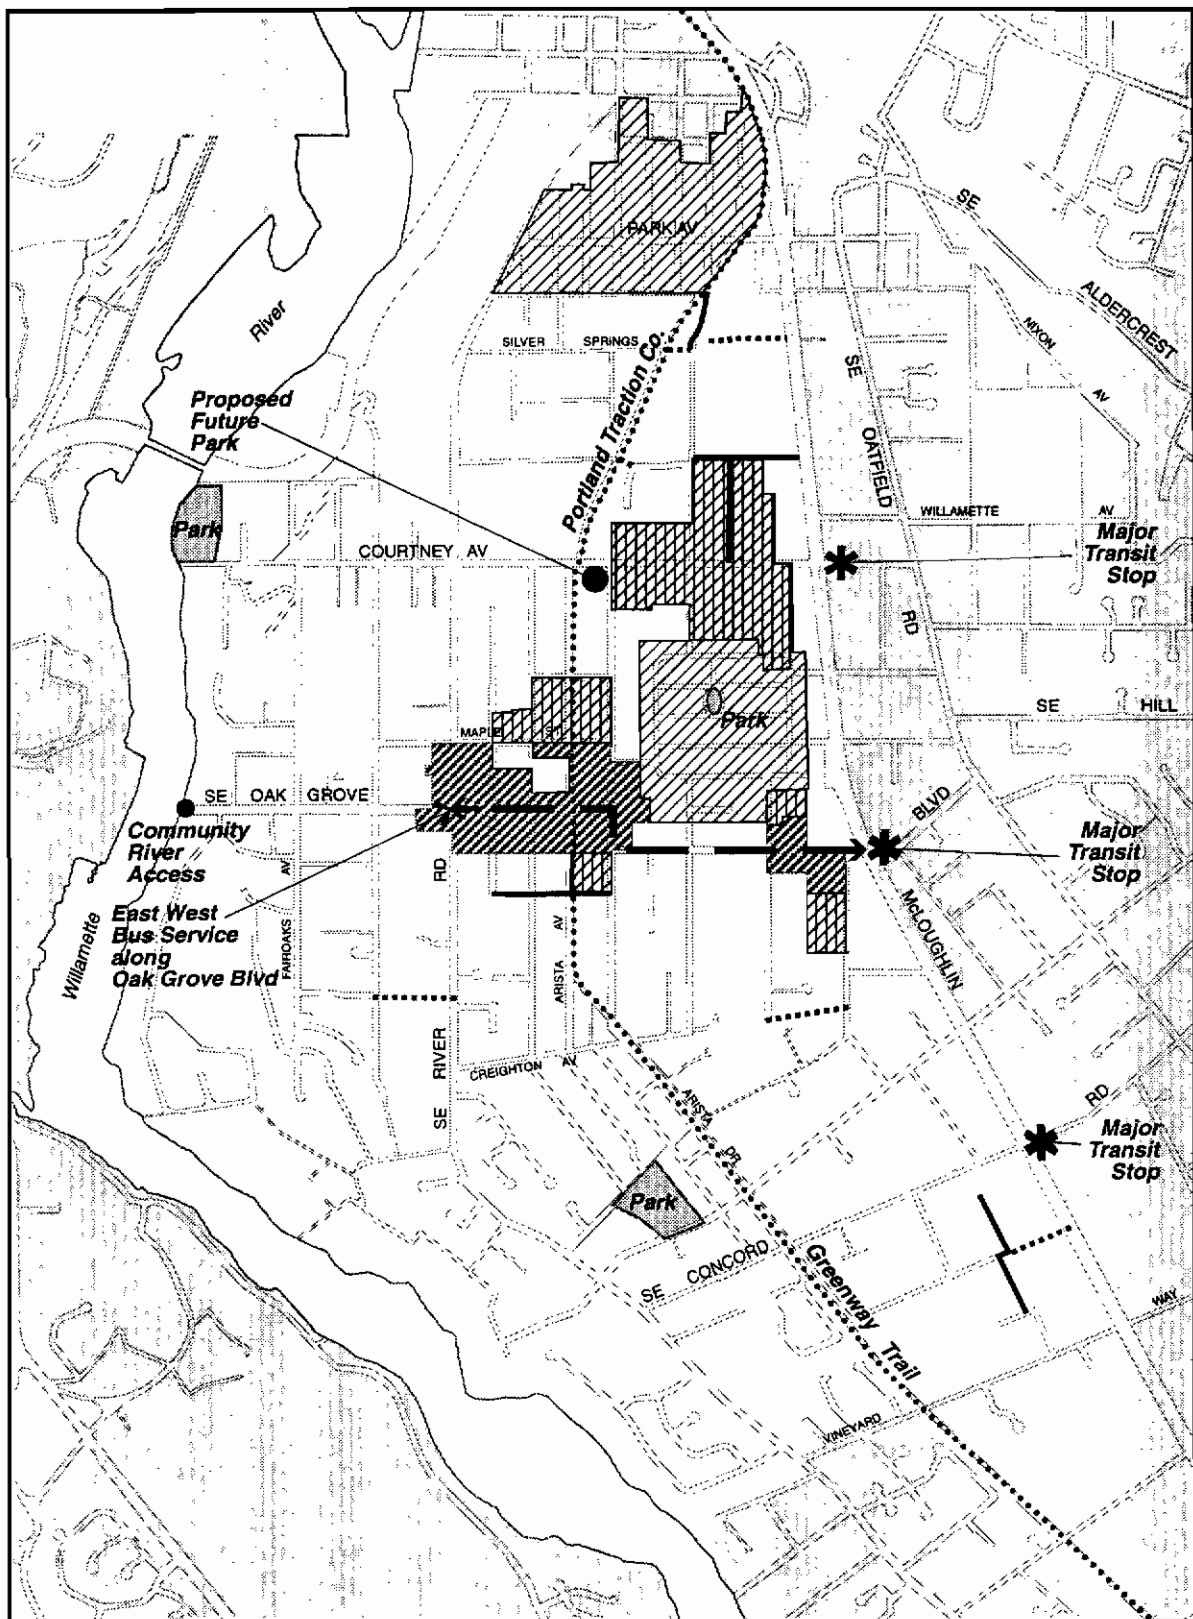 PARK AV
SE
ALDERCREST
NIXON
AV
River
SILVER SPRINGS
Portland Traction Co.
SE
OATFIELD
RD
Proposed
Future
Park
Park
COURTNEY AV
WILLAMETTE AV
Major
Transit
Stop
Park
SE HILL
MAPLE ST
SE OAK GROVE
BLVD
Community
River
Access
Major
Transit
Stop
RD
AV
FAIROAKS
East West
Bus Service
along
Oak Grove Blvd
Willamette
AV
ARISTA
McLOUGHLIN
SE RIVER
CREIGHTON AV
ARISTA DR
RD
Major
Transit
Stop
Park
SE CONCORD
Greenway Trail
WAY
VINEYARD